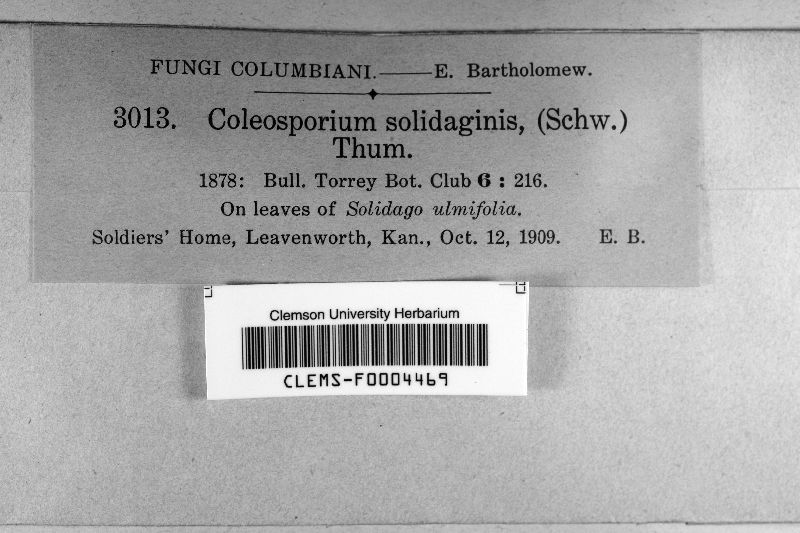 FUNGI COLUMBIANI.——E. Bartholomew.
3013. Coleosporium solidaginis, (Schw.)
Thum.
1878: Bull. Torrey Bot. Club 6 : 216.
On leaves of Solidago ulmifolia.
Soldiers' Home, Leavenworth, Kan., Oct. 12, 1909. E. B.
Clemson University Herbarium
CLEMS-F0004469